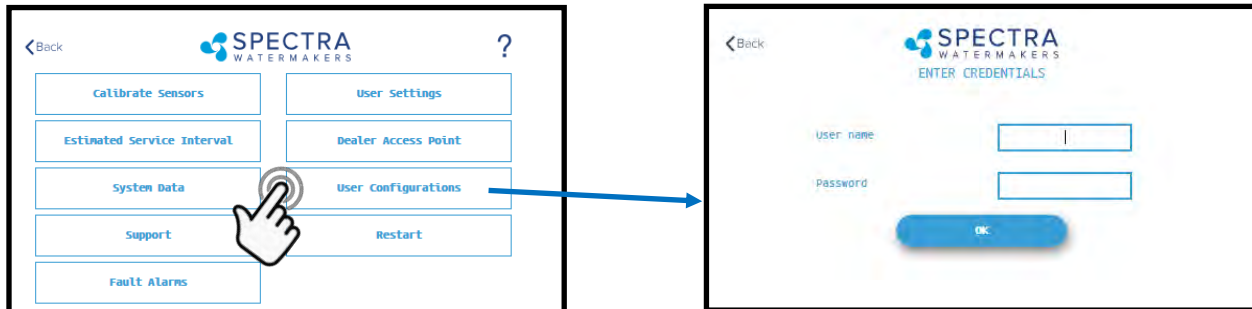 Back
SPECTRA
WATERMAKERS
?
Calibrate Sensors
User Settings
Estimated Service Interval
Dealer Access Point
System Data
User Configurations
Support
Restart
Fault Alarms
Back
SPECTRA
WATERMAKERS
ENTER CREDENTIALS
User name
Password
OK